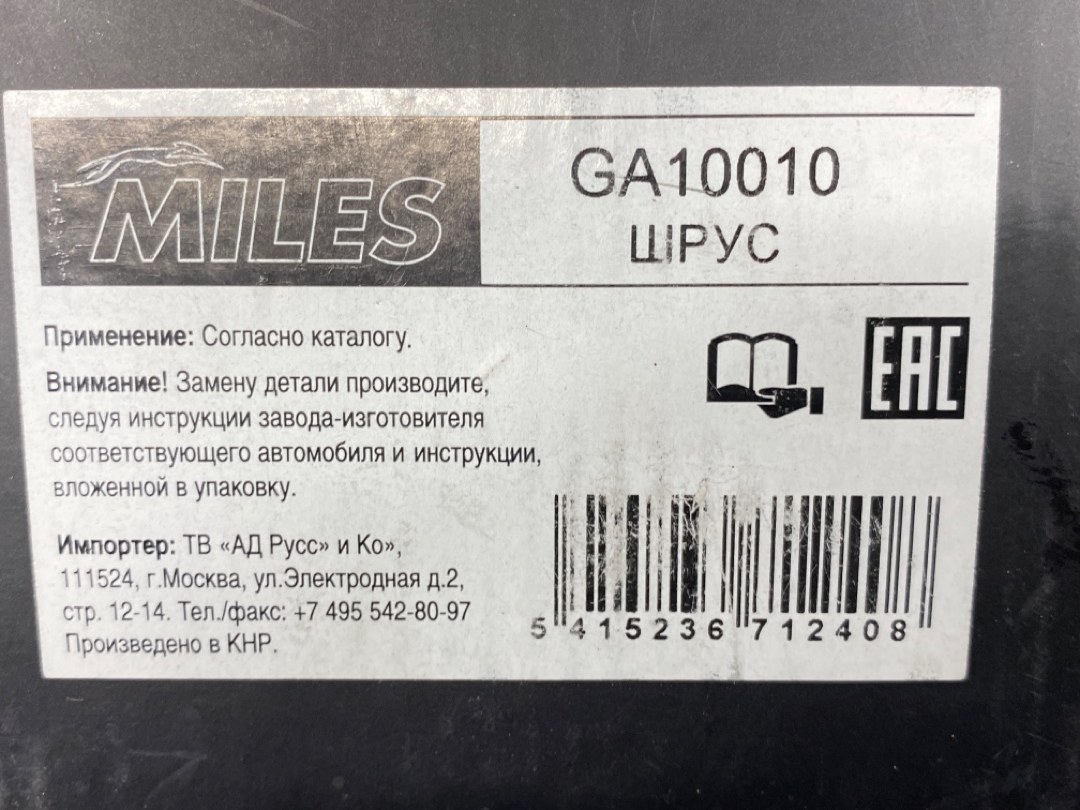 MILES
GA10010
ШРУС
Применение: Согласно каталогу.
Внимание! Замену детали производите,
следуя инструкции завода-изготовителя
соответствующего автомобиля и инструкции,
вложенной в упаковку.
EAC
Импортер: ТВ «АД Русс» и Ко»,
111524, г.Москва, ул.Электродная д.2,
стр. 12-14. Тел./факс: +7 495 542-80-97
Произведено в КНР.
5 415236 712408